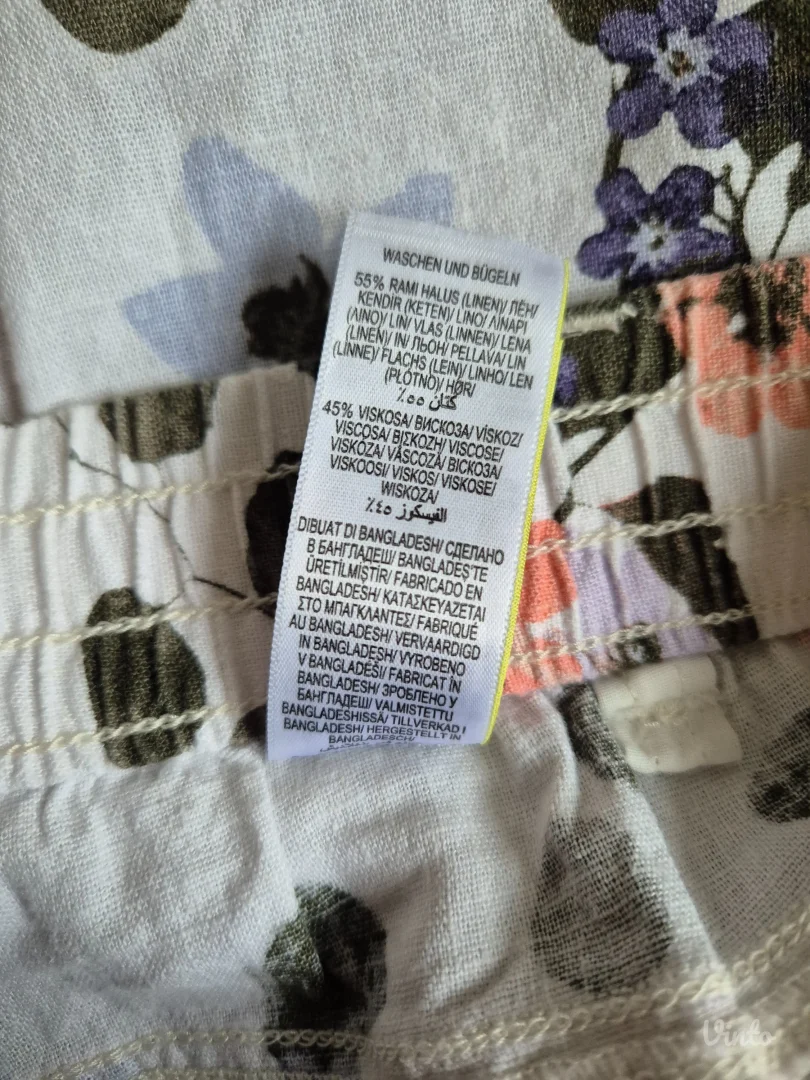 WASCHEN UND BÜGELN
55% RAMI HALUS (LINEN)/ ЛЕН/
KENDİR (KETEN)/ LINO/ ΛΙΝΑΡΙ
(ΛΙΝΟ)/ LIN/ VLAS (LINNEN)/ LENA
(LINEN)/ IN/ ЛЬОН/ PELLAVA/ LIN
(LINNE)/ FLACHS (LEIN)/ LINHO/ LEN
(PŁÓTNO)/ HØR/
كتان ٥٥٪
45% VISKOSA/ ВИСКОЗА/ VİSKOZ/
VISCOSA/ ΒΙΣΚΟΖΗ/ VISCOSE/
VISKÓZA/ VÂSCOZĂ/ ВІСКОЗА/
VISKOOSI/ VISKOS/ VISKOSE/
WISKOZA/
الفيسكوز ٤٥٪
DIBUAT DI BANGLADESH/ СДЕЛАНО
В БАНГЛАДЕШ/ BANGLADEŞ'TE
ÜRETİLMİŞTİR/ FABRICADO EN
BANGLADESH/ ΚΑΤΑΣΚΕΥΑΖΕΤΑΙ
ΣΤΟ ΜΠΑΓΚΛΑΝΤΕΣ/ FABRIQUÉ
AU BANGLADESH/ VERVAARDIGD
IN BANGLADESH/ VYROBENO
V BANGLADÉŠI/ FABRICAT ÎN
BANGLADESH/ ЗРОБЛЕНО У
БАНГЛАДЕШ/ VALMISTETTU
BANGLADESHISSA/ TILLVERKAD I
BANGLADESH/ HERGESTELLT IN
BANGLADESCH/
Vinto